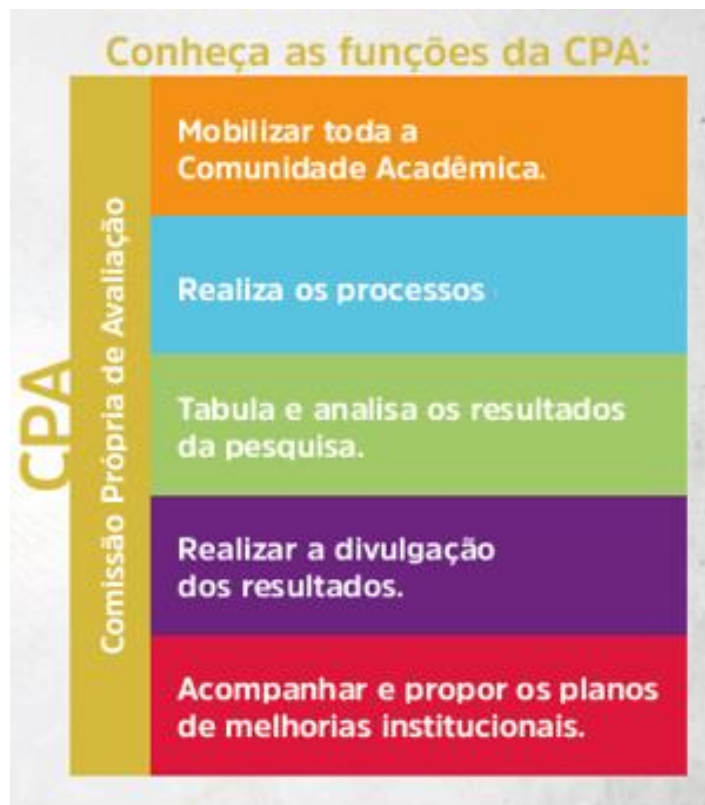 Conheça as funções da CPA:
CPA
Comissão Própria de Avaliação
Mobilizar toda a
Comunidade Acadêmica.
Realiza os processos
Tabula e analisa os resultados
da pesquisa.
Realizar a divulgação
dos resultados.
Acompanhar e propor os planos
de melhorias institucionais.